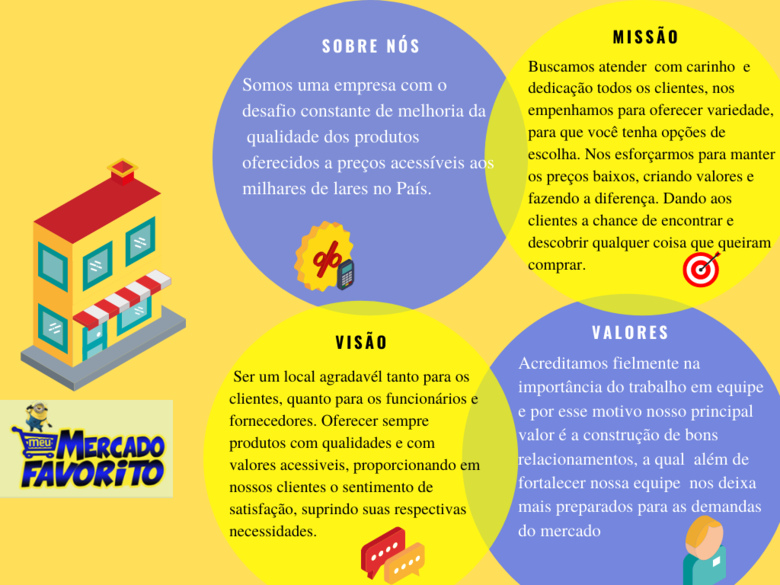 SOBRE NÓS
Somos uma empresa com o
desafio constante de melhoria da
qualidade dos produtos
oferecidos a preços acessíveis aos
milhares de lares no País.
MISSÃO
Buscamos atender com carinho e
dedicação todos os clientes, nos
empenhamos para oferecer variedade,
para que você tenha opções de
escolha. Nos esforçarmos para manter
os preços baixos, criando valores e
fazendo a diferença. Dando aos
clientes a chance de encontrar e
descobrir qualquer coisa que queiram
comprar.
VISÃO
Ser um local agradavél tanto para os
clientes, quanto para os funcionários e
fornecedores. Oferecer sempre
produtos com qualidades e com
valores acessiveis, proporcionando em
nossos clientes o sentimento de
satisfação, suprindo suas respectivas
necessidades.
VALORES
Acreditamos fielmente na
importância do trabalho em equipe
e por esse motivo nosso principal
valor é a construção de bons
relacionamentos, a qual além de
fortalecer nossa equipe nos deixa
mais preparados para as demandas
do mercado
meu MERCADO
FAVORiTO
%